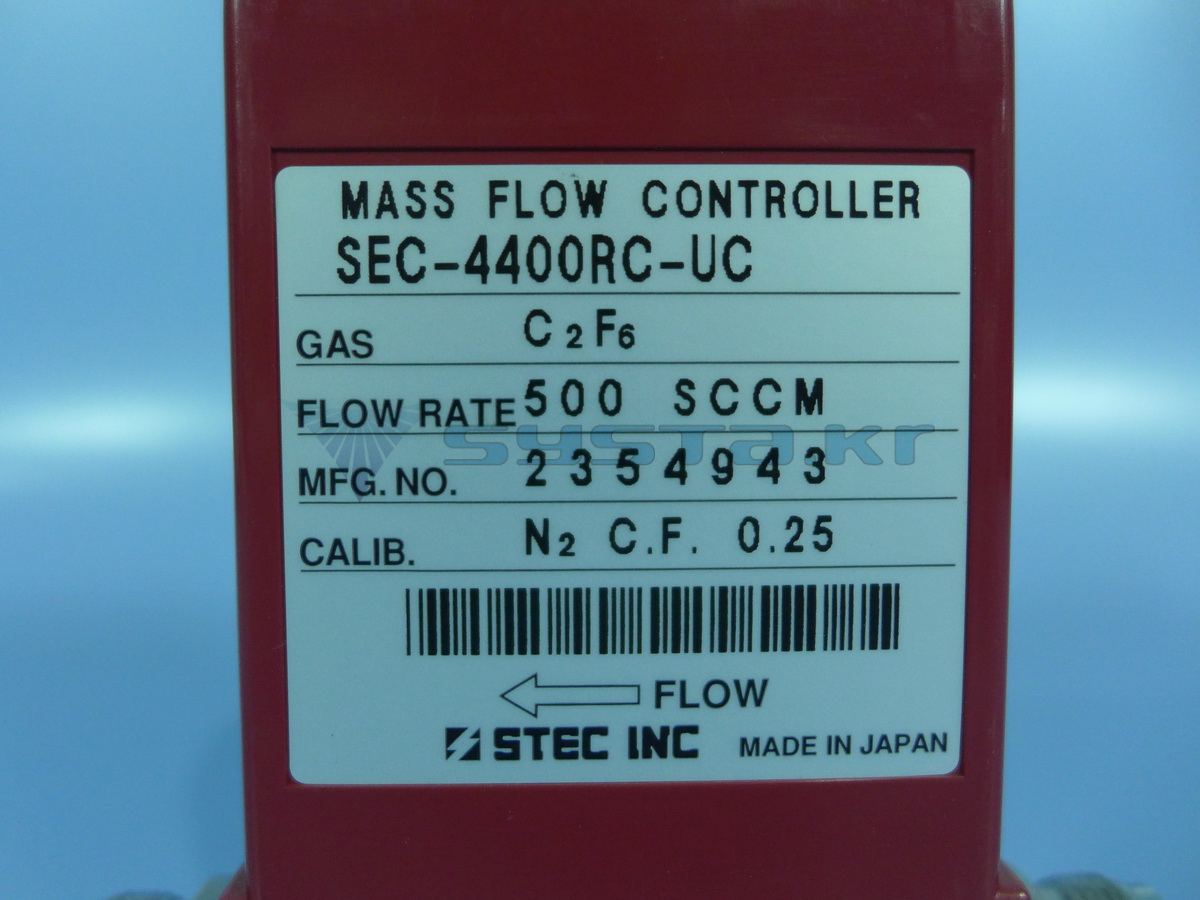 MASS FLOW CONTROLLER
SEC-4400RC-UC
GAS C₂F₆
FLOW RATE 500 SCCM
systa.kr
MFG. NO. 2354943
CALIB. N₂ C.F. 0.25
FLOW
STEC INC MADE IN JAPAN